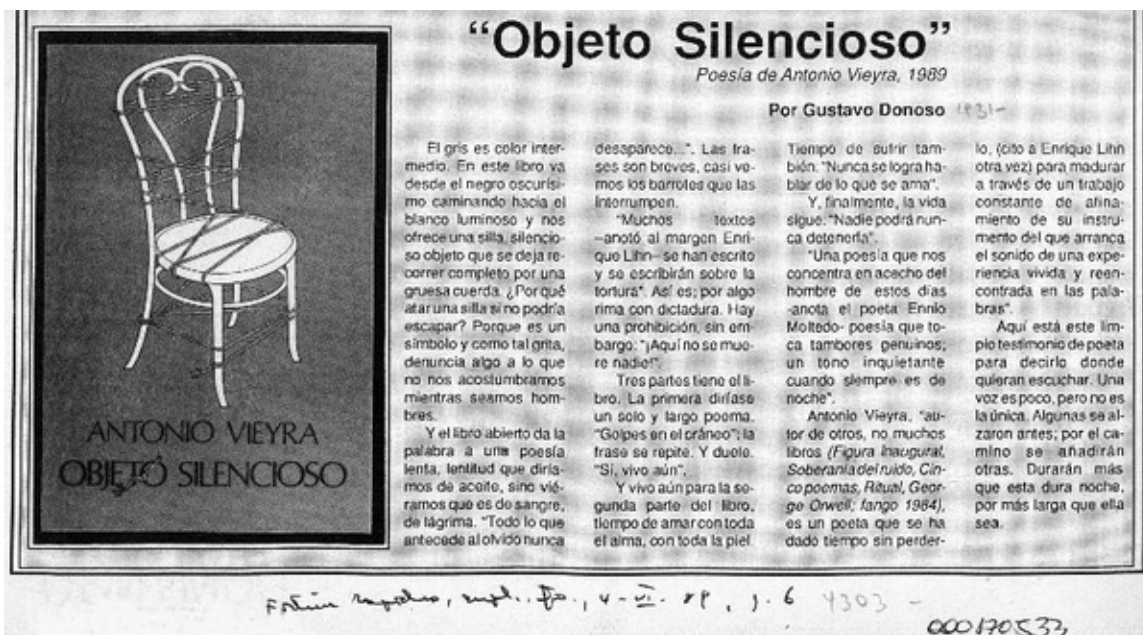 “Objeto Silencioso”
Poesía de Antonio Vieyra, 1989
Por Gustavo Donoso 1931-
ANTONIO VIEYRA
OBJETO SILENCIOSO
El gris es color inter-
medio. En este libro va
desde el negro oscurísi-
mo caminando hacia el
blanco luminoso y nos
ofrece una silla, silencio-
so objeto que se deja re-
correr completo por una
gruesa cuerda. ¿Por qué
atar una silla si no podría
escapar? Porque es un
símbolo y como tal grita,
denuncia algo a lo que
no nos acostumbramos
mientras seamos hom-
bres.
Y el libro abierto da la
palabra a una poesía
lenta, lentitud que diría-
mos de aceite, sino vié-
ramos que es de sangre,
de lágrima. “Todo lo que
antecede al olvido nunca
desaparece...”. Las fra-
ses son breves, casi ve-
mos los barrotes que las
interrumpen.
“Muchos textos
–anotó al margen Enri-
que Lihn– se han escrito
y se escribirán sobre la
tortura”. Así es; por algo
rima con dictadura. Hay
una prohibición, sin em-
bargo: “¡Aquí no se mue-
re nadie!”.
Tres partes tiene el li-
bro. La primera diríase
un solo y largo poema.
“Golpes en el cráneo”; la
frase se repite. Y duele.
“Sí, vivo aún”.
Y vivo aún para la se-
gunda parte del libro,
tiempo de amar con toda
el alma, con toda la piel.
Tiempo de sufrir tam-
bién. “Nunca se logra ha-
blar de lo que se ama”.
Y, finalmente, la vida
sigue. “Nadie podrá nun-
ca detenerla”.
“Una poesía que nos
concentra en acecho del
hombre de estos días
-anota el poeta Ennio
Moltedo- poesía que to-
ca tambores genuinos;
un tono inquietante
cuando siempre es de
noche”.
Antonio Vieyra, “au-
tor de otros, no muchos
libros (Figura inaugural,
Soberanía del ruido, Cin-
co poemas, Ritual, Geor-
ge Orwell; fango 1984),
es un poeta que se ha
dado tiempo sin perder-
lo, (cito a Enrique Lihn
otra vez) para madurar
a través de un trabajo
constante de afina-
miento de su instru-
mento del que arranca
el sonido de una expe-
riencia vivida y reen-
contrada en las pala-
bras”.
Aquí está este lim-
pio testimonio de poeta
para decirlo donde
quieran escuchar. Una
voz es poco, pero no es
la única. Algunas se al-
zaron antes; por el ca-
mino se añadirán
otras. Durarán más
que esta dura noche,
por más larga que ella
sea.
4303 -
000170532